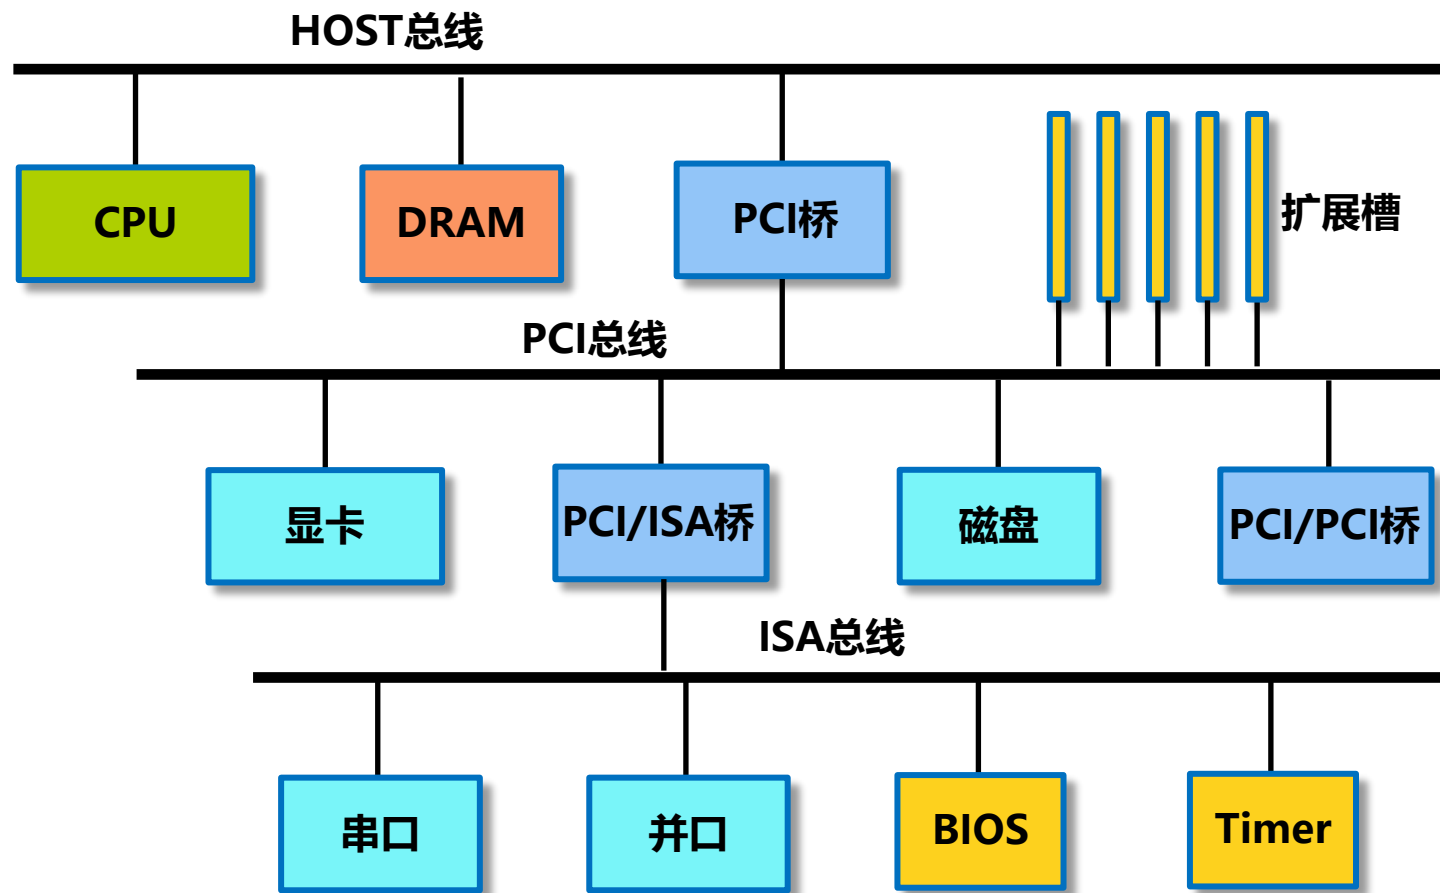 HOST总线
CPU
DRAM
PCI桥
扩展槽
PCI总线
显卡
PCI/ISA桥
磁盘
PCI/PCI桥
ISA总线
串口
并口
BIOS
Timer